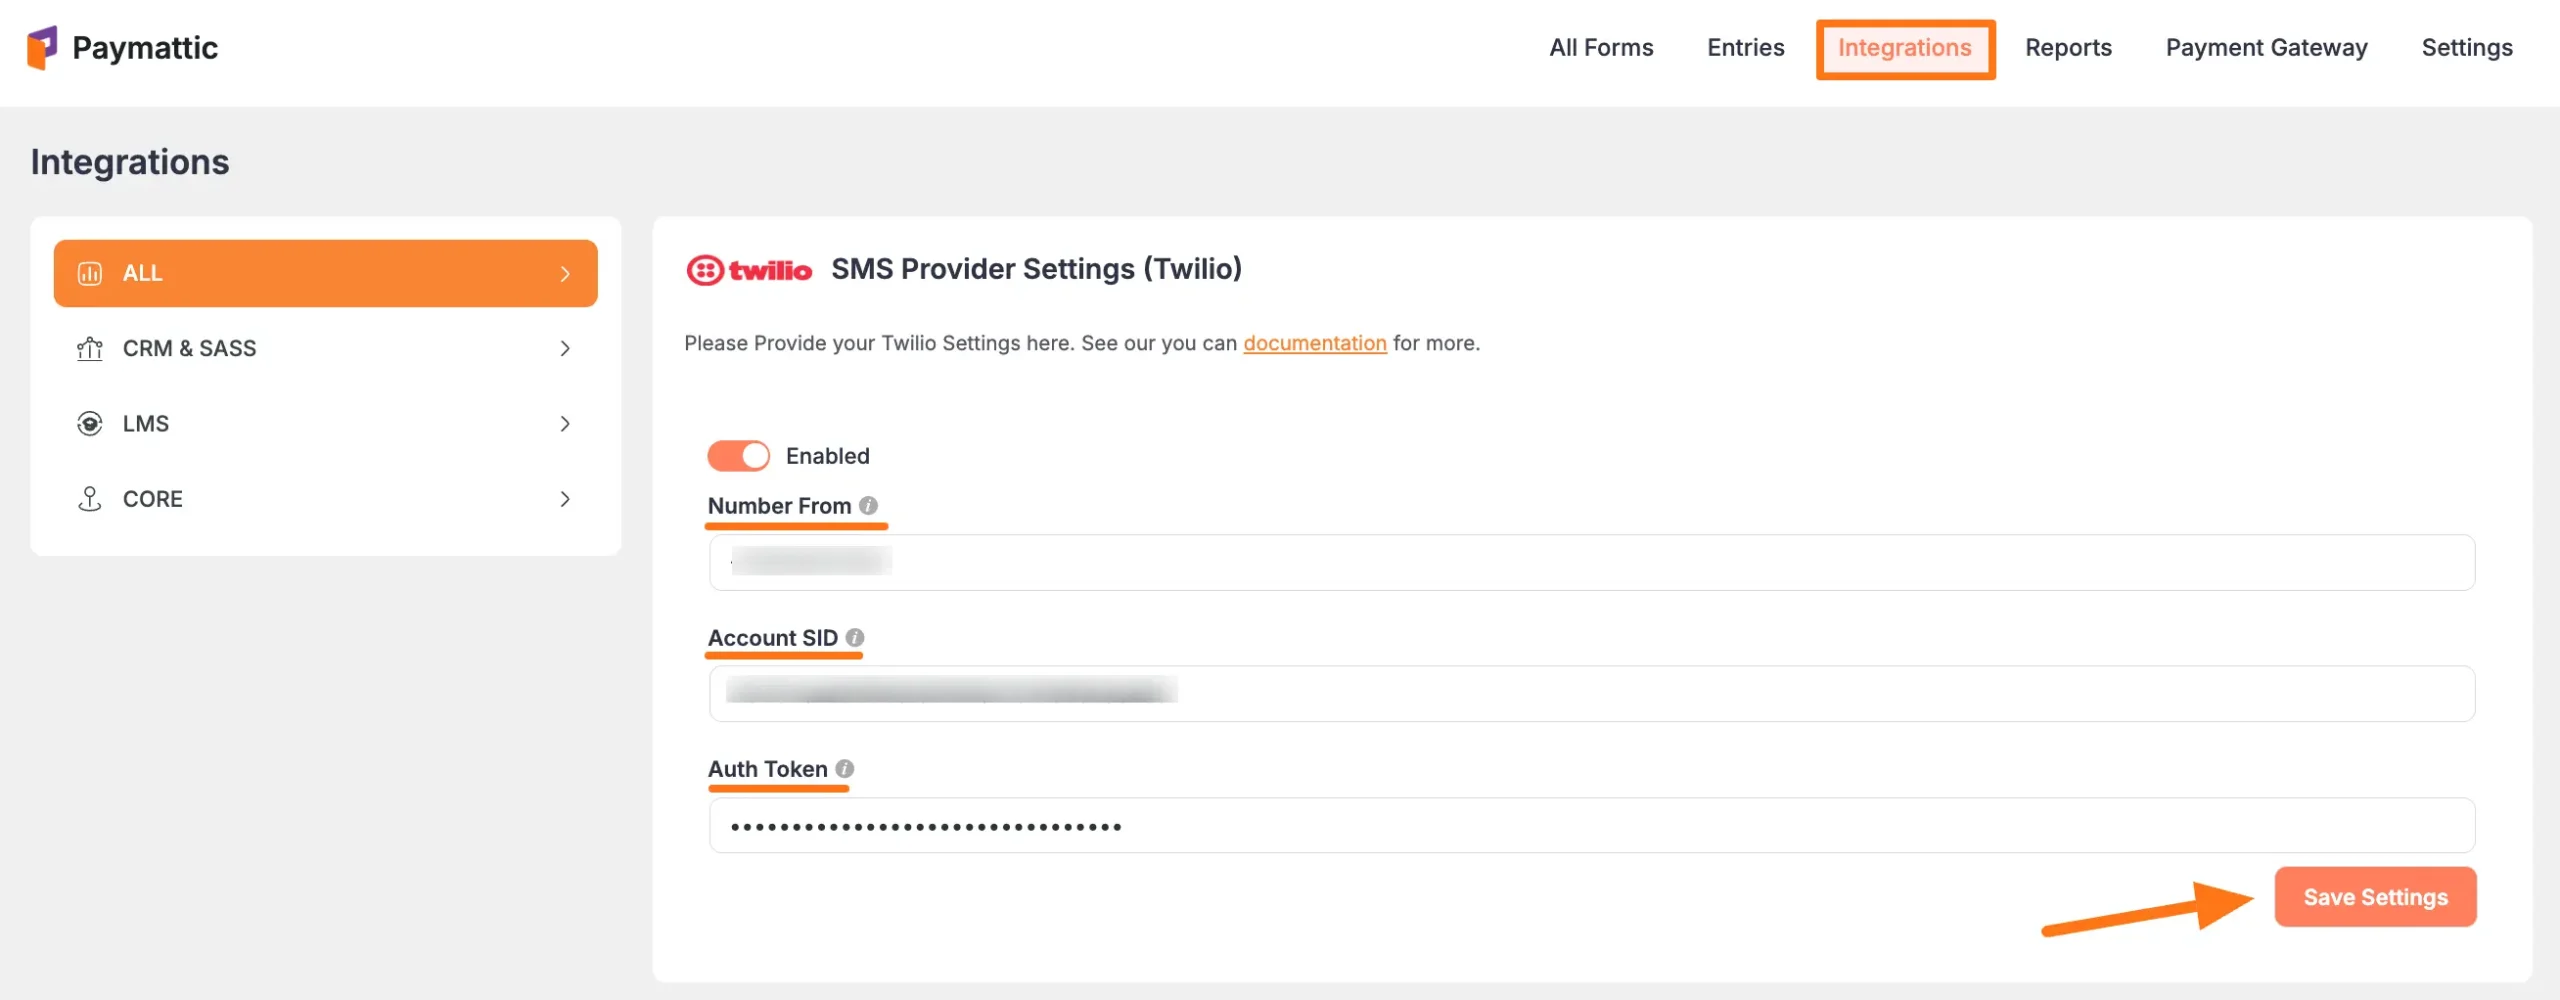 Paymattic
All Forms Entries Integrations Reports Payment Gateway Settings
Integrations
ALL
CRM & SASS
LMS
CORE
twilio SMS Provider Settings (Twilio)
Please Provide your Twilio Settings here. See our you can documentation for more.
Enabled
Number From
Account SID
Auth Token
••••••••••••••••••••••••••••••••
Save Settings